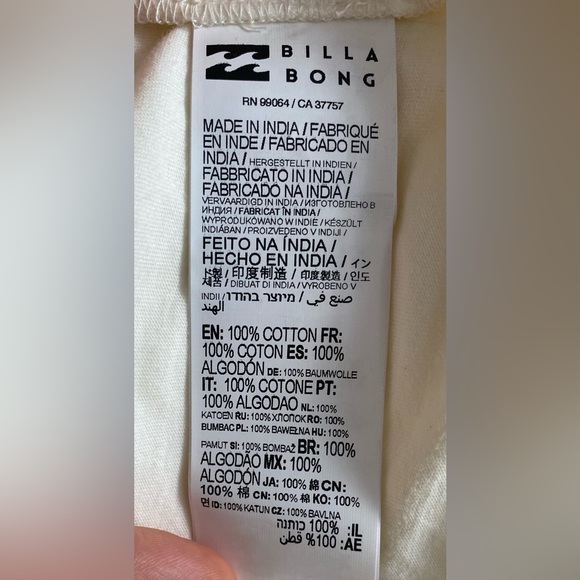 BILLA
BONG
RN 99064 / CA 37757
MADE IN INDIA / FABRIQUÉ
EN INDE / FABRICADO EN
INDIA / HERGESTELLT IN INDIEN /
FABBRICATO IN INDIA /
FABRICADO NA INDIA /
VERVAARDIGD IN INDIA / ИЗГОТОВЛЕНО В
ИНДИЯ / FABRICAT ÎN INDIA /
WYPRODUKOWANO W INDIE / KÉSZÜLT
INDIÁBAN / PROIZVEDENO V INDIJI /
FEITO NA ÍNDIA /
HECHO EN INDIA / イン
ド製 / 印度制造 / 印度製造 / 인도
제품 / DIBUAT DI INDIA / VYROBENO V
INDII / صنع في / מיוצר בהודו
الهند
EN: 100% COTTON FR:
100% COTON ES: 100%
ALGODÓN DE: 100% BAUMWOLLE
IT: 100% COTONE PT:
100% ALGODAO NL: 100%
KATOEN RU: 100% ХЛОПОК RO: 100%
BUMBAC PL: 100% BAWEŁNA HU: 100%
PAMUT SI: 100% BOMBAŽ BR: 100%
ALGODÃO MX: 100%
ALGODÓN JA: 100% 綿 CN:
100% 棉 CN: 100% 棉 KO: 100%
면 ID: 100% KATUN CZ: 100% BAVLNA
IL: 100% כותנה
AE: 100% قطن